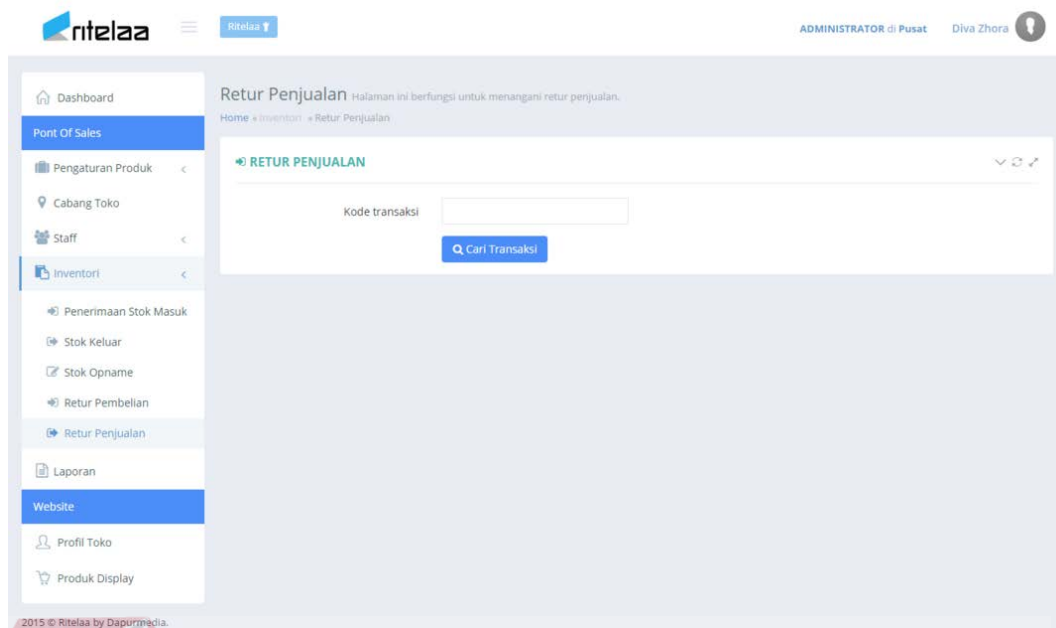 ritelaa
Ritelaa
ADMINISTRATOR di Pusat
Diva Zhora
Dashboard
Pont Of Sales
Pengaturan Produk
Cabang Toko
Staff
Inventori
Penerimaan Stok Masuk
Stok Keluar
Stok Opname
Retur Pembelian
Retur Penjualan
Laporan
Website
Profil Toko
Produk Display
Retur Penjualan Halaman ini berfungsi untuk menangani retur penjualan.
Home » Inventori » Retur Penjualan
RETUR PENJUALAN
Kode transaksi
Cari Transaksi
2015 © Ritelaa by Dapurmedia.